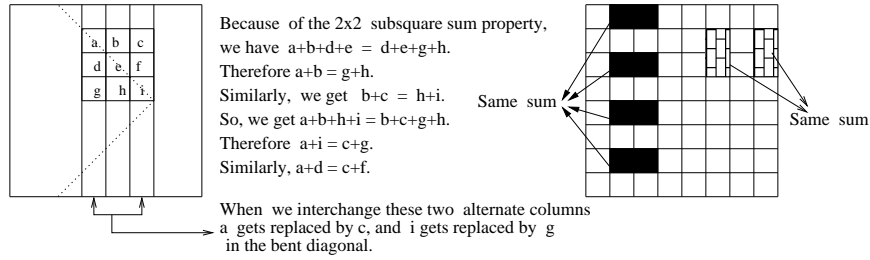 a. b c
d e. f
g h i.
Because of the 2x2 subsquare sum property,
we have a+b+d+e = d+e+g+h.
Therefore a+b = g+h.
Similarly, we get b+c = h+i.
So, we get a+b+h+i = b+c+g+h.
Therefore a+i = c+g.
Similarly, a+d = c+f.
When we interchange these two alternate columns
a gets replaced by c, and i gets replaced by g
in the bent diagonal.
Same sum
Same sum